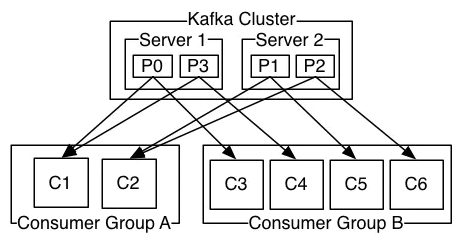 Kafka Cluster
Server 1 Server 2
P0 P3 P1 P2
C1 C2 C3 C4 C5 C6
Consumer Group A Consumer Group B